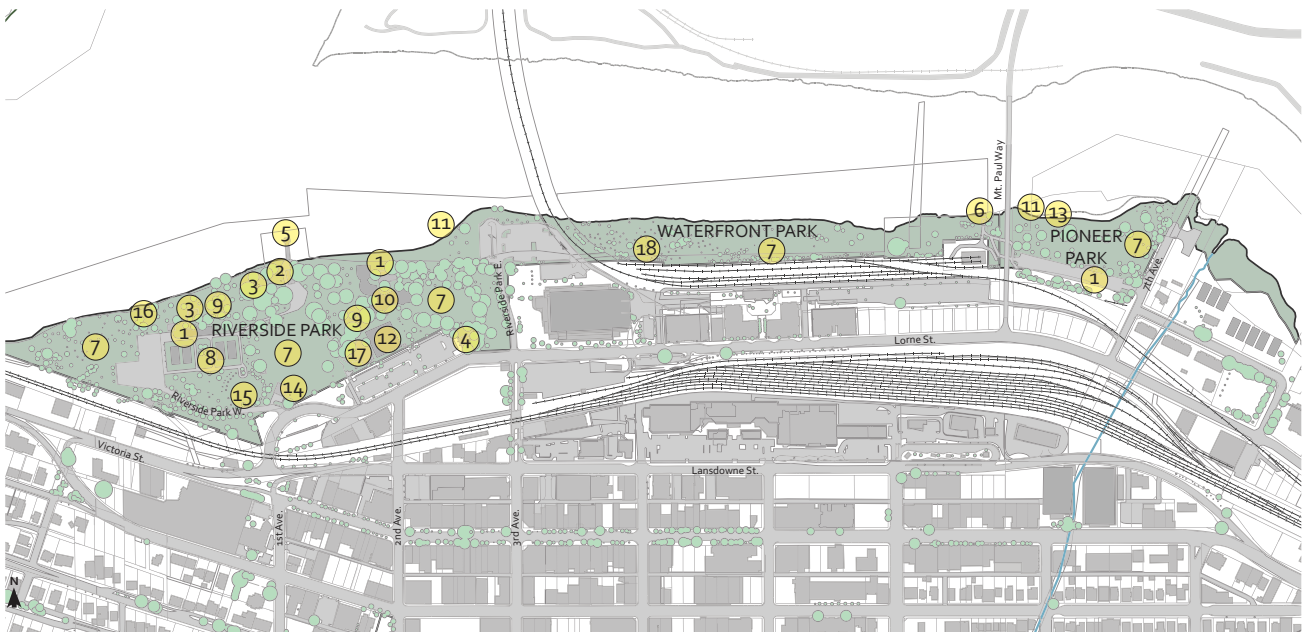 Mt. Paul Way
6
11
13
11
5
WATERFRONT PARK
PIONEER
PARK
18
7
7
1
2
1
7th Ave.
3
16
3
9
10
7
Riverside Park E.
1
RIVERSIDE PARK
9
12
4
7
8
7
17
Lorne St.
15
14
Riverside Park W.
Victoria St.
Lansdowne St.
1st Ave.
2nd Ave.
3rd Ave.
N